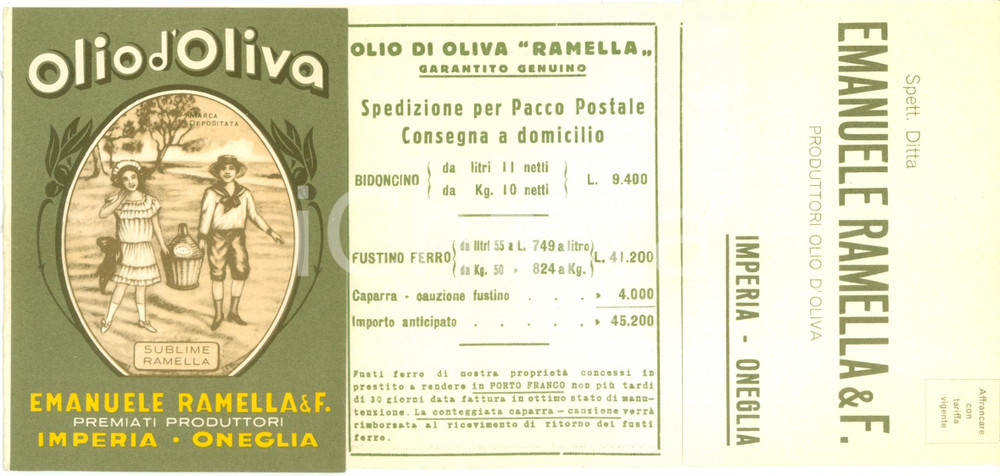 Olio d'Oliva
MARCA
DEPOSITATA
SUBLIME
RAMELLA
EMANUELE RAMELLA & F.
PREMIATI PRODUTTORI
IMPERIA · ONEGLIA
OLIO DI OLIVA "RAMELLA„
GARANTITO GENUINO
Spedizione per Pacco Postale
Consegna a domicilio
BIDONCINO { da litri 11 netti } L. 9.400
da Kg. 10 netti
FUSTINO FERRO { da litri 55 a L. 749 a litro } L. 41.200
da Kg. 50 » 824 a Kg.
Caparra - cauzione fustino . . . » 4.000
Importo anticipato . . . . . » 45.200
Fusti ferro di nostra proprietà concessi in
prestito a rendere in PORTO FRANCO non più tardi
di 30 giorni data fattura in ottimo stato di manu-
tenzione. La conteggiata caparra - cauzione verrà
rimborsata al ricevimento di ritorno dei fusti
ferro.
Spett. Ditta
EMANUELE RAMELLA & F.
PRODUTTORI OLIO D'OLIVA
IMPERIA - ONEGLIA
Affrancare
con
tariffa
vigente